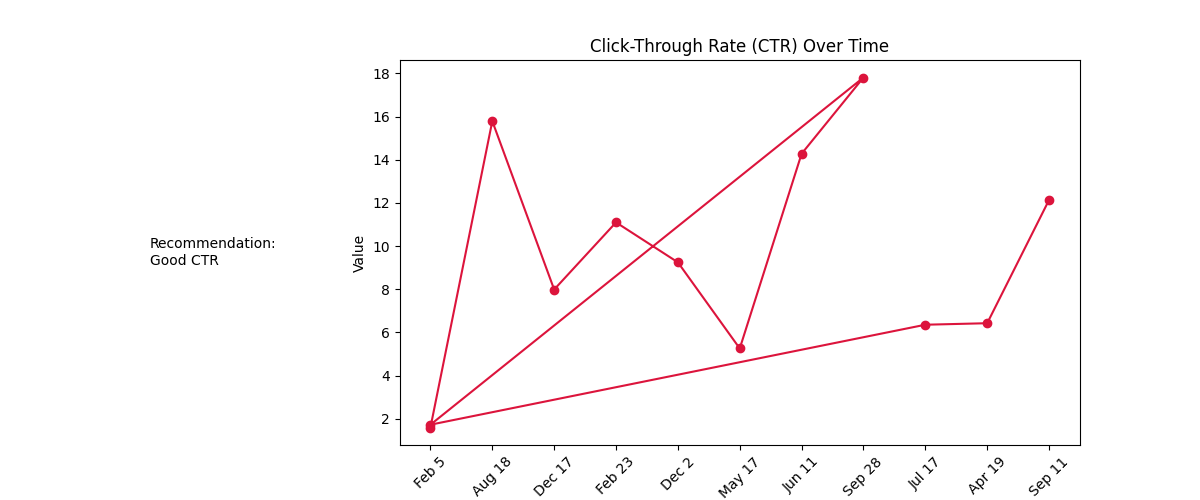 Click-Through Rate (CTR) Over Time
18
16
14
12
10
8
6
4
2
Value
Recommendation:
Good CTR
Feb 5
Aug 18
Dec 17
Feb 23
Dec 2
May 17
Jun 11
Sep 28
Jul 17
Apr 19
Sep 11